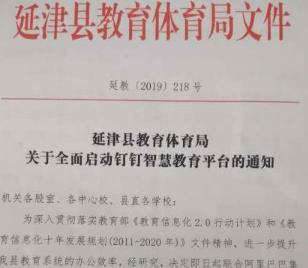 延津县教育体育局文件
延教〔2019〕218号
延津县教育体育局
关于全面启动钉钉智慧教育平台的通知
机关各股室、各中心校、县直各学校：
为深入贯彻落实教育部《教育信息化2.0行动计划》和《教
育信息化十年发展规划(2011-2020年)》文件精神，进一步提升
我县教育系统的办公效率，经研究，决定即日起联合阿里巴巴集